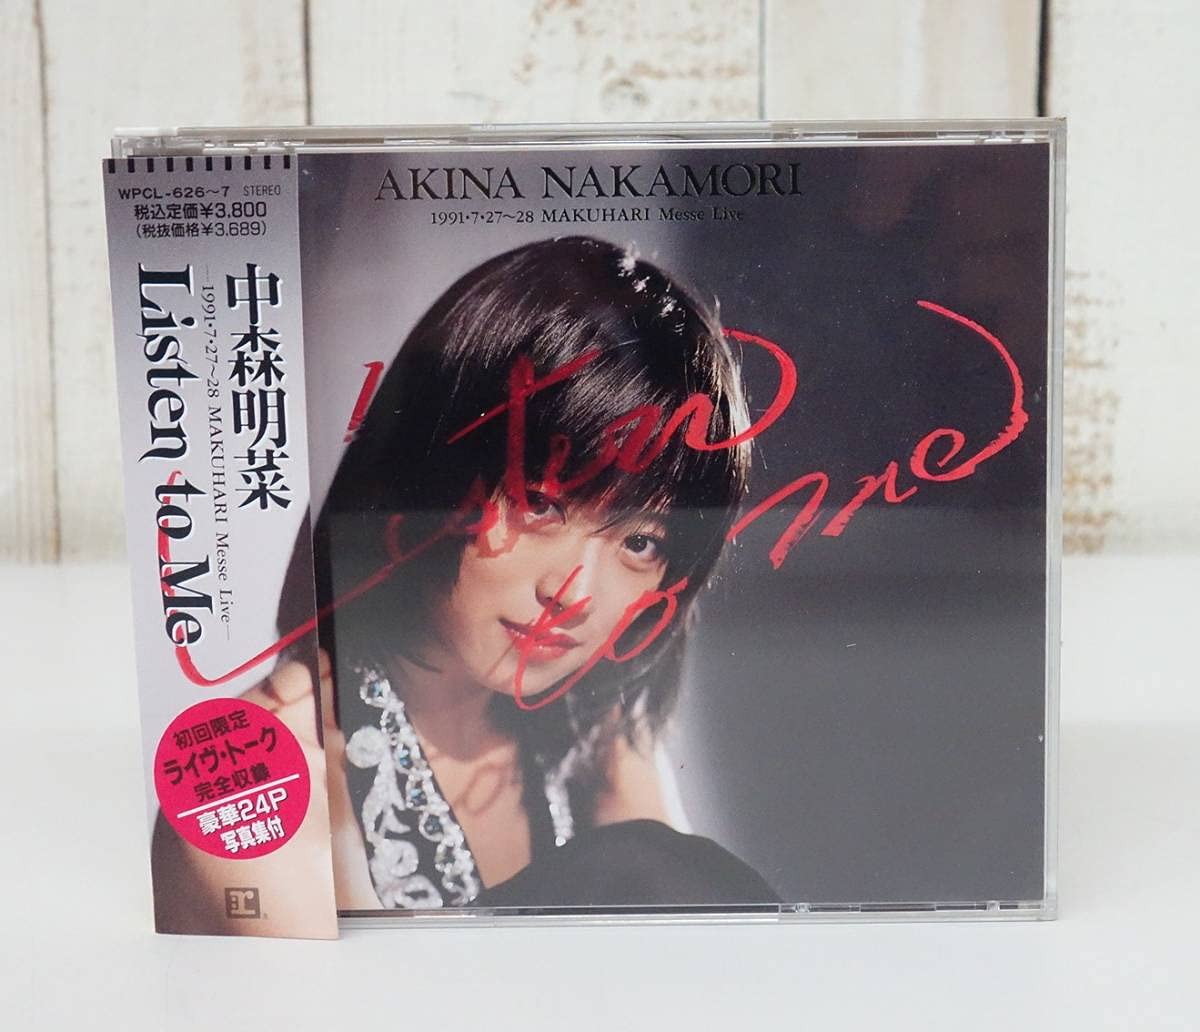 WPCL-626〜7 STEREO
税込定価¥3,800
(税抜価格¥3,689)
中森明菜
—1991・7・27〜28 MAKUHARI Messe Live—
Listen to Me
初回限定
ライヴ・トーク
完全収録
豪華24P
写真集付
r
AKINA NAKAMORI
1991・7・27〜28 MAKUHARI Messe Live
Listen
to me